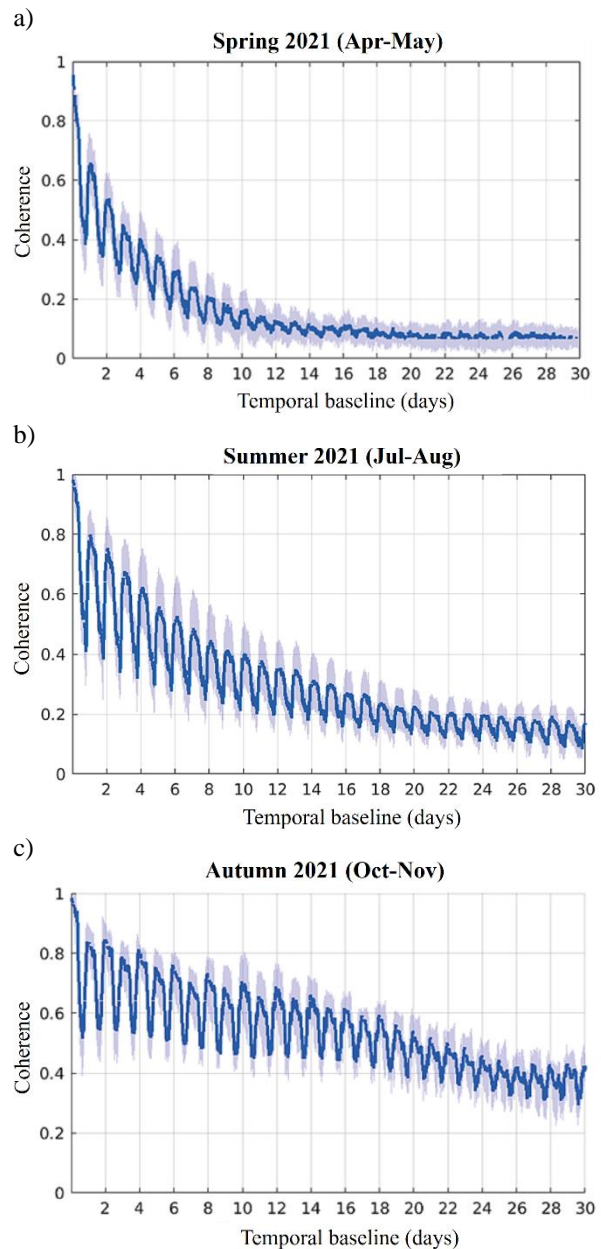 a)
Spring 2021 (Apr-May)
1
0.8
0.6
0.4
0.2
0
Coherence
2 4 6 8 10 12 14 16 18 20 22 24 26 28 30
Temporal baseline (days)
b)
Summer 2021 (Jul-Aug)
1
0.8
0.6
0.4
0.2
0
Coherence
2 4 6 8 10 12 14 16 18 20 22 24 26 28 30
Temporal baseline (days)
c)
Autumn 2021 (Oct-Nov)
1
0.8
0.6
0.4
0.2
0
Coherence
2 4 6 8 10 12 14 16 18 20 22 24 26 28 30
Temporal baseline (days)